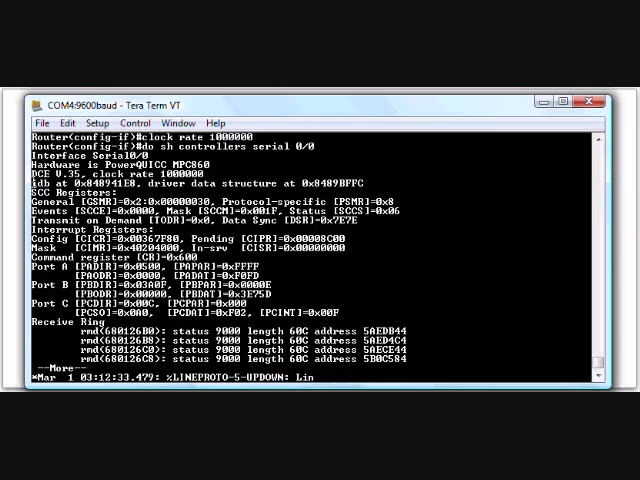 COM4:9600baud - Tera Term VT
File Edit Setup Control Window Help
Router(config-if)#clock rate 1000000
Router(config-if)#do sh controllers serial 0/0
Interface Serial0/0
Hardware is PowerQUICC MPC860
DCE V.35, clock rate 1000000
idb at 0x848941E8, driver data structure at 0x8489BFFC
SCC Registers:
General [GSMR]=0x2:0x00000030, Protocol-specific [PSMR]=0x8
Events [SCCE]=0x0000, Mask [SCCM]=0x001F, Status [SCCS]=0x06
Transmit on Demand [TODR]=0x0, Data Sync [DSR]=0x7E7E
Interrupt Registers:
Config [CICR]=0x00367F80, Pending [CIPR]=0x00008C00
Mask   [CIMR]=0x40204000, In-srv  [CISR]=0x00000000
Command register [CR]=0x600
Port A [PADIR]=0x0500, [PAPAR]=0xFFFF
       [PAODR]=0x0000, [PADAT]=0xF0FD
Port B [PBDIR]=0x03A0F, [PBPAR]=0x0000E
       [PBODR]=0x00000, [PBDAT]=0x3E75D
Port C [PCDIR]=0x00C, [PCPAR]=0x000
       [PCSO]=0x0A0,  [PCDAT]=0xF02, [PCINT]=0x00F
Receive Ring
        rmd(680126B0): status 9000 length 60C address 5AEDB44
        rmd(680126B8): status 9000 length 60C address 5AED4C4
        rmd(680126C0): status 9000 length 60C address 5AECE44
        rmd(680126C8): status 9000 length 60C address 5B0C584
--More--
*Mar  1 03:12:33.479: %LINEPROTO-5-UPDOWN: Lin